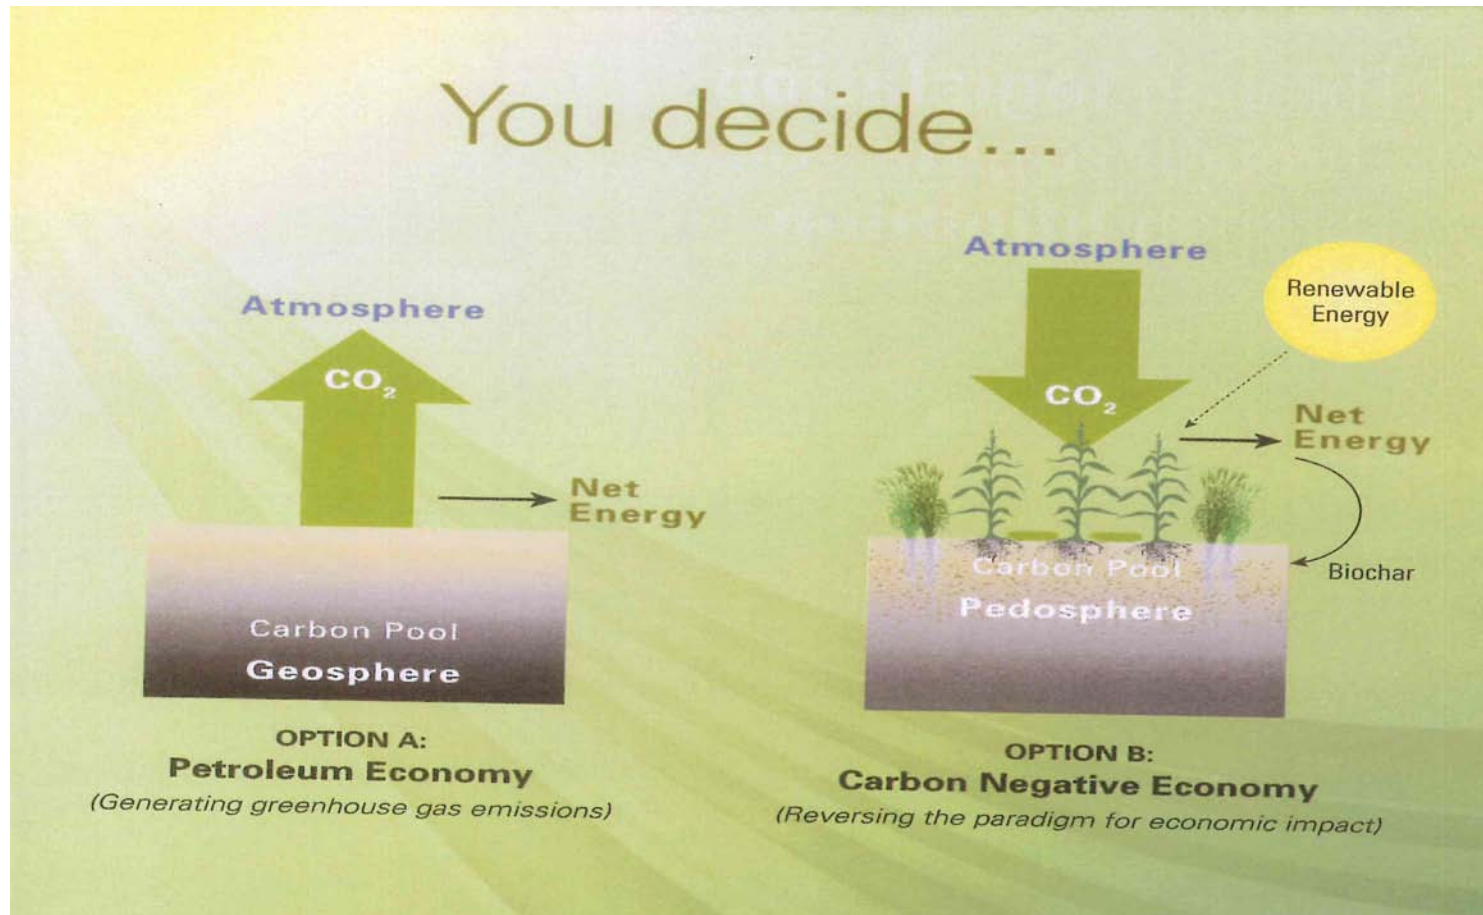 You decide...
Atmosphere
CO₂
Net
Energy
Carbon Pool
Geosphere
OPTION A:
Petroleum Economy
(Generating greenhouse gas emissions)
Atmosphere
Renewable
Energy
CO₂
Net
Energy
Biochar
Carbon Pool
Pedosphere
OPTION B:
Carbon Negative Economy
(Reversing the paradigm for economic impact)